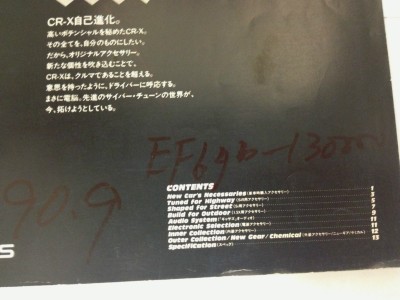 CR-X自己進化。
高いポテンシャルを秘めたCR-X。
その全てを、自分のものにしたい。
だから、オリジナルアクセサリー。
新たな個性を吹き込むことで、
CR-Xは、クルマであることを超える。
意思を持ったように、ドライバーに呼応する。
まさに電脳。先進のサイバー・チューンの世界が、
今、拓けようとしている。
90.9
CONTENTS
New Car's Necessaries 1
Tuned For Highway 5
Shaped For Street 7
Build For Outdoor 9
Audio System 11
Electronic Selection 11
Inner Collection 12
Outer Collection/New Gear/Chemical 13
Specification 15